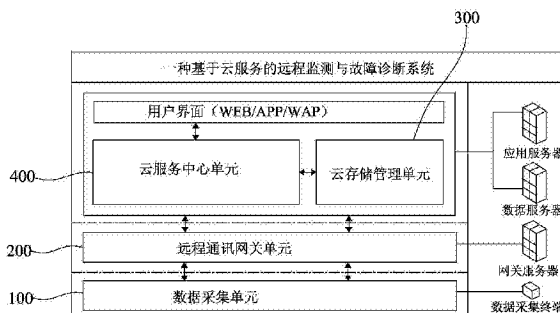 300
一种基于云服务的远程监测与故障诊断系统
用户界面（WEB/APP/WAP）
应用服务器
400
云服务中心单元
云存储管理单元
数据服务器
200
远程通讯网关单元
网关服务器
100
数据采集单元
数据采集终端